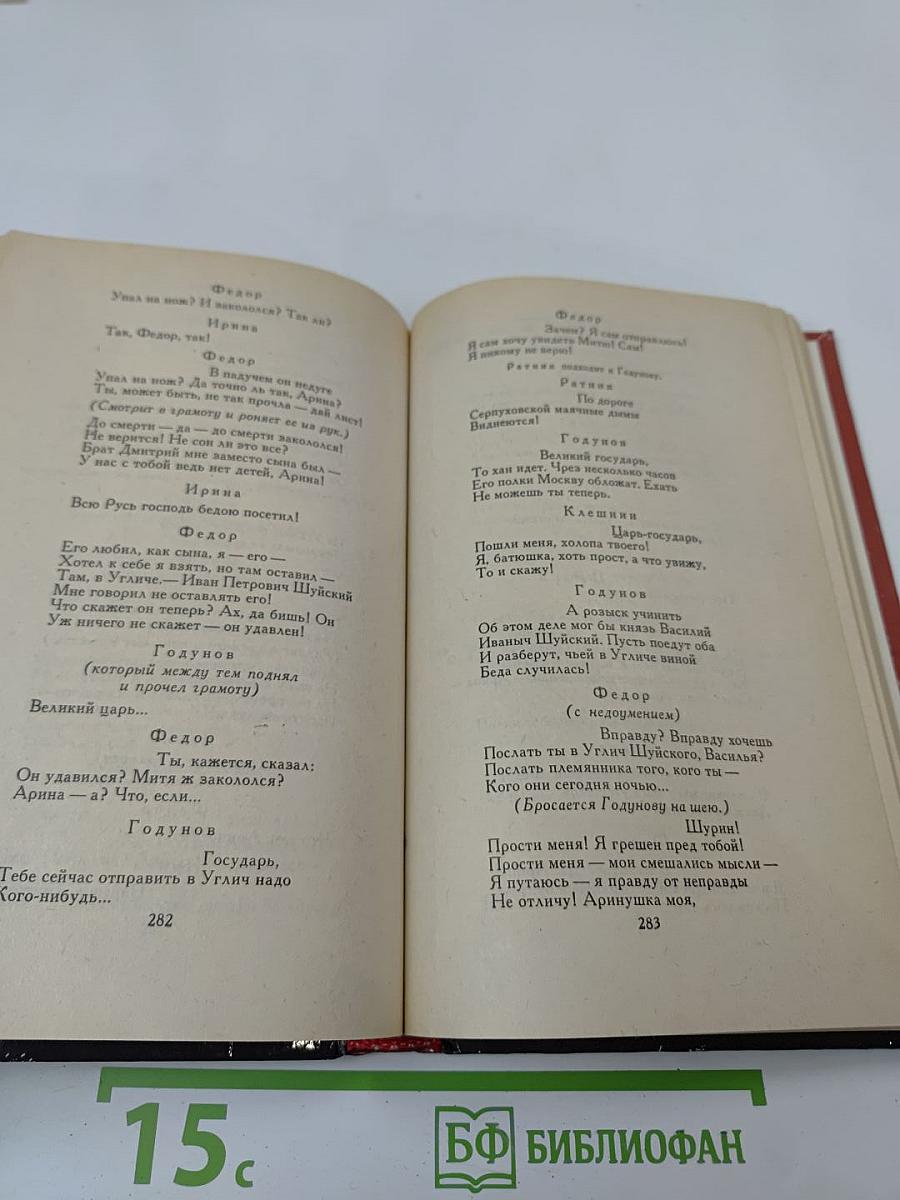 Федор
Упал на нож? И закололся? Так ли?
Ирина
Так, Федор, так!
Федор
В падучем он недуге
Упал на нож? Да точно ль так, Арина?
Ты, может быть, не так прочла — дай лист!
(Смотрит в грамоту и роняет ее из рук.)
До смерти — да — до смерти закололся!
Не верится! Не сон ли это все?
Брат Дмитрий мне заместо сына был —
У нас с тобой ведь нет детей, Арина!
Ирина
Всю Русь господь бедою посетил!
Федор
Его любил, как сына, я — его —
Хотел к себе я взять, но там оставил —
Там, в Угличе.— Иван Петрович Шуйский
Мне говорил не оставлять его!
Что скажет он теперь? Ах, да бишь! Он
Уж ничего не скажет — он удавлен!
Годунов
(который между тем поднял
и прочел грамоту)
Великий царь...
Федор
Ты, кажется, сказал:
Он удавился? Митя ж закололся?
Арина — а? Что, если...
Годунов
Государь,
Тебе сейчас отправить в Углич надо
Кого-нибудь...
282
Федор
Зачем? Я сам отправлюсь!
Я сам хочу увидеть Митю! Сам!
Я никому не верю!
Ратник подходит к Годунову.
Ратник
По дороге
Серпуховской маячные дымы
Виднеются!
Годунов
Великий государь,
То хан идет. Чрез несколько часов
Его полки Москву обложат. Ехать
Не можешь ты теперь.
Клешнин
Царь-государь,
Пошли меня, холопа твоего!
Я, батюшка, хоть прост, а что увижу,
То и скажу!
Годунов
А розыск учинить
Об этом деле мог бы князь Василий
Иваныч Шуйский. Пусть поедут оба
И разберут, чьей в Угличе виной
Беда случилась!
Федор
(с недоумением)
Вправду? Вправду хочешь
Послать ты в Углич Шуйского, Василья?
Послать племянника того, кого ты —
Кого они сегодня ночью...
(Бросается Годунову на шею.)
Шурин!
Прости меня! Я грешен пред тобой!
Прости меня — мои смешались мысли —
Я путаюсь — я правду от неправды
Не отличу! Аринушка моя,
283
15 с
БФ БИБЛИОФАН